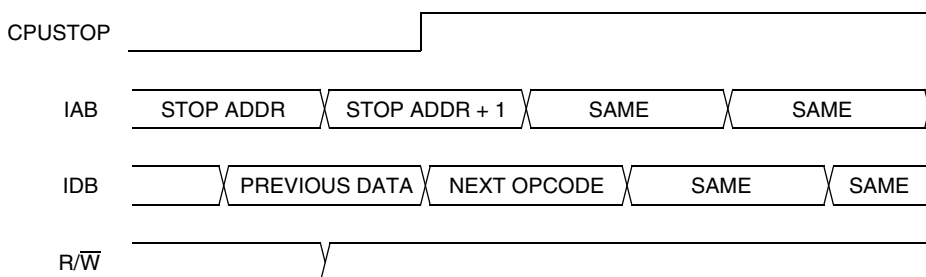 CPUSTOP
IAB STOP ADDR STOP ADDR + 1 SAME SAME
IDB PREVIOUS DATA NEXT OPCODE SAME SAME
R/W̅